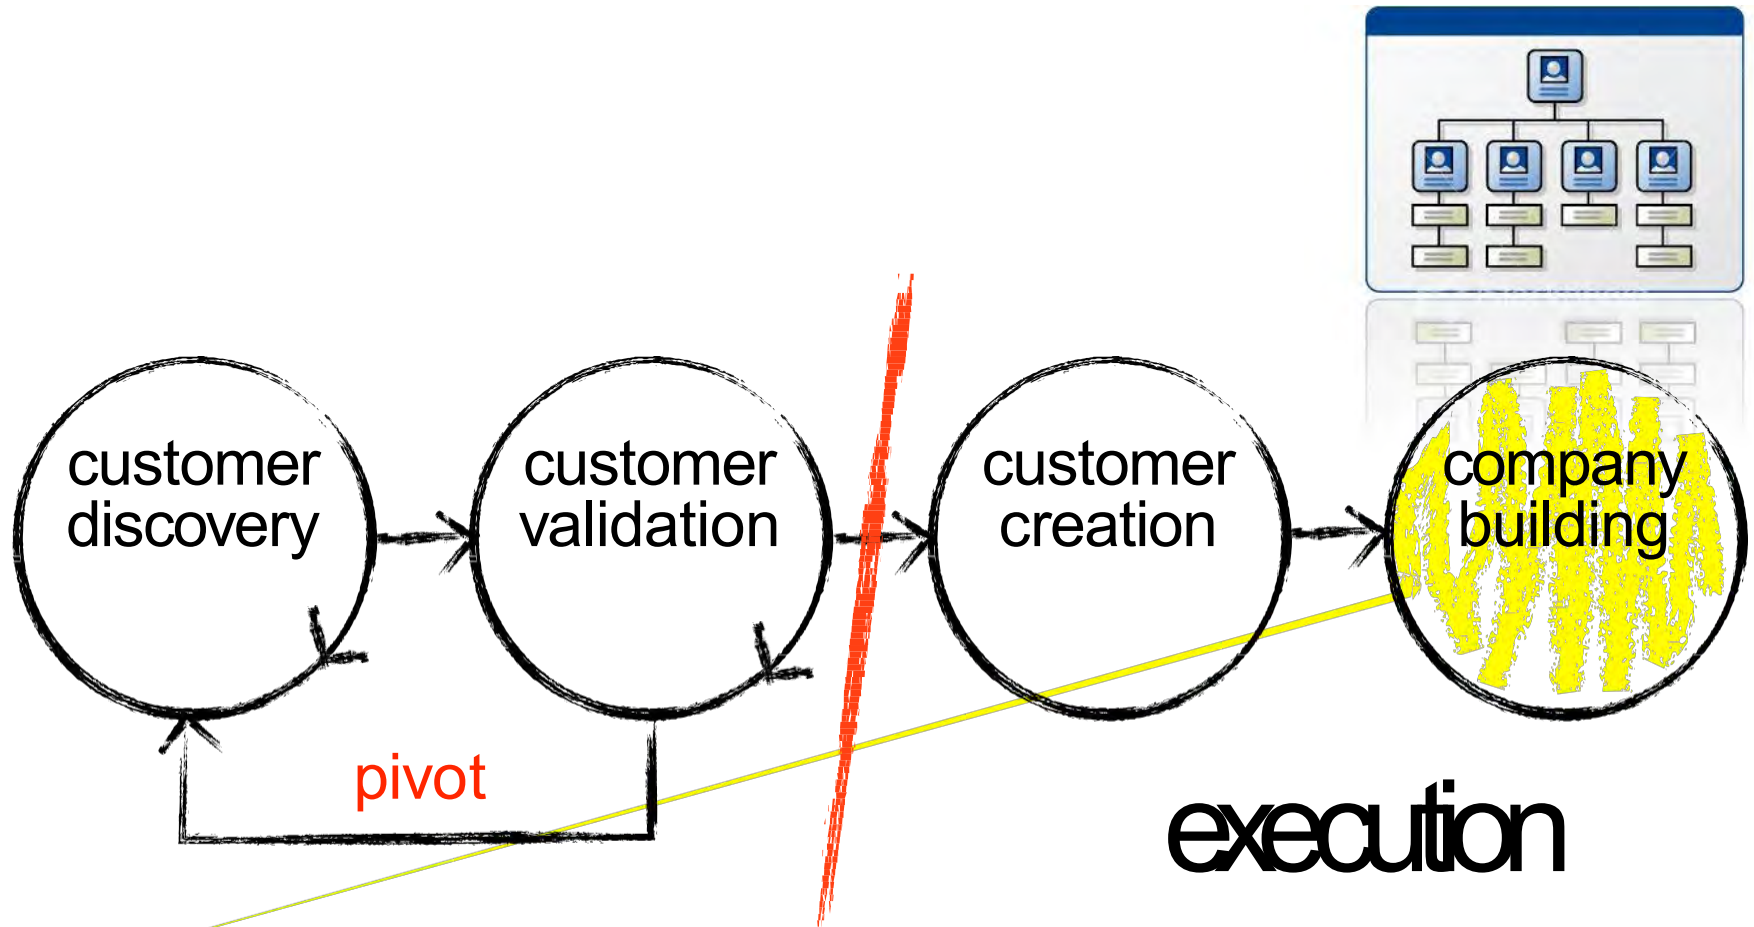 customer
discovery
customer
validation
customer
creation
company
building
pivot
execution